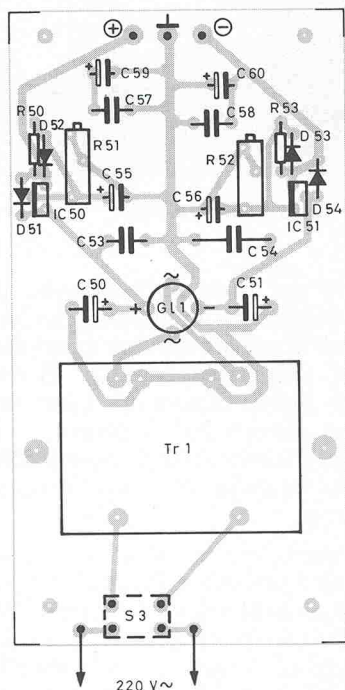 + ⊥ −
C 59
C 60
C 57
C 58
R 50
D 52
R 51
R 52
R 53
D 53
C 55
C 56
D 51
IC 50
IC 51
D 54
C 53
C 54
C 50
+ Gl 1 −
C 51
~
~
Tr 1
S 3
220 V~